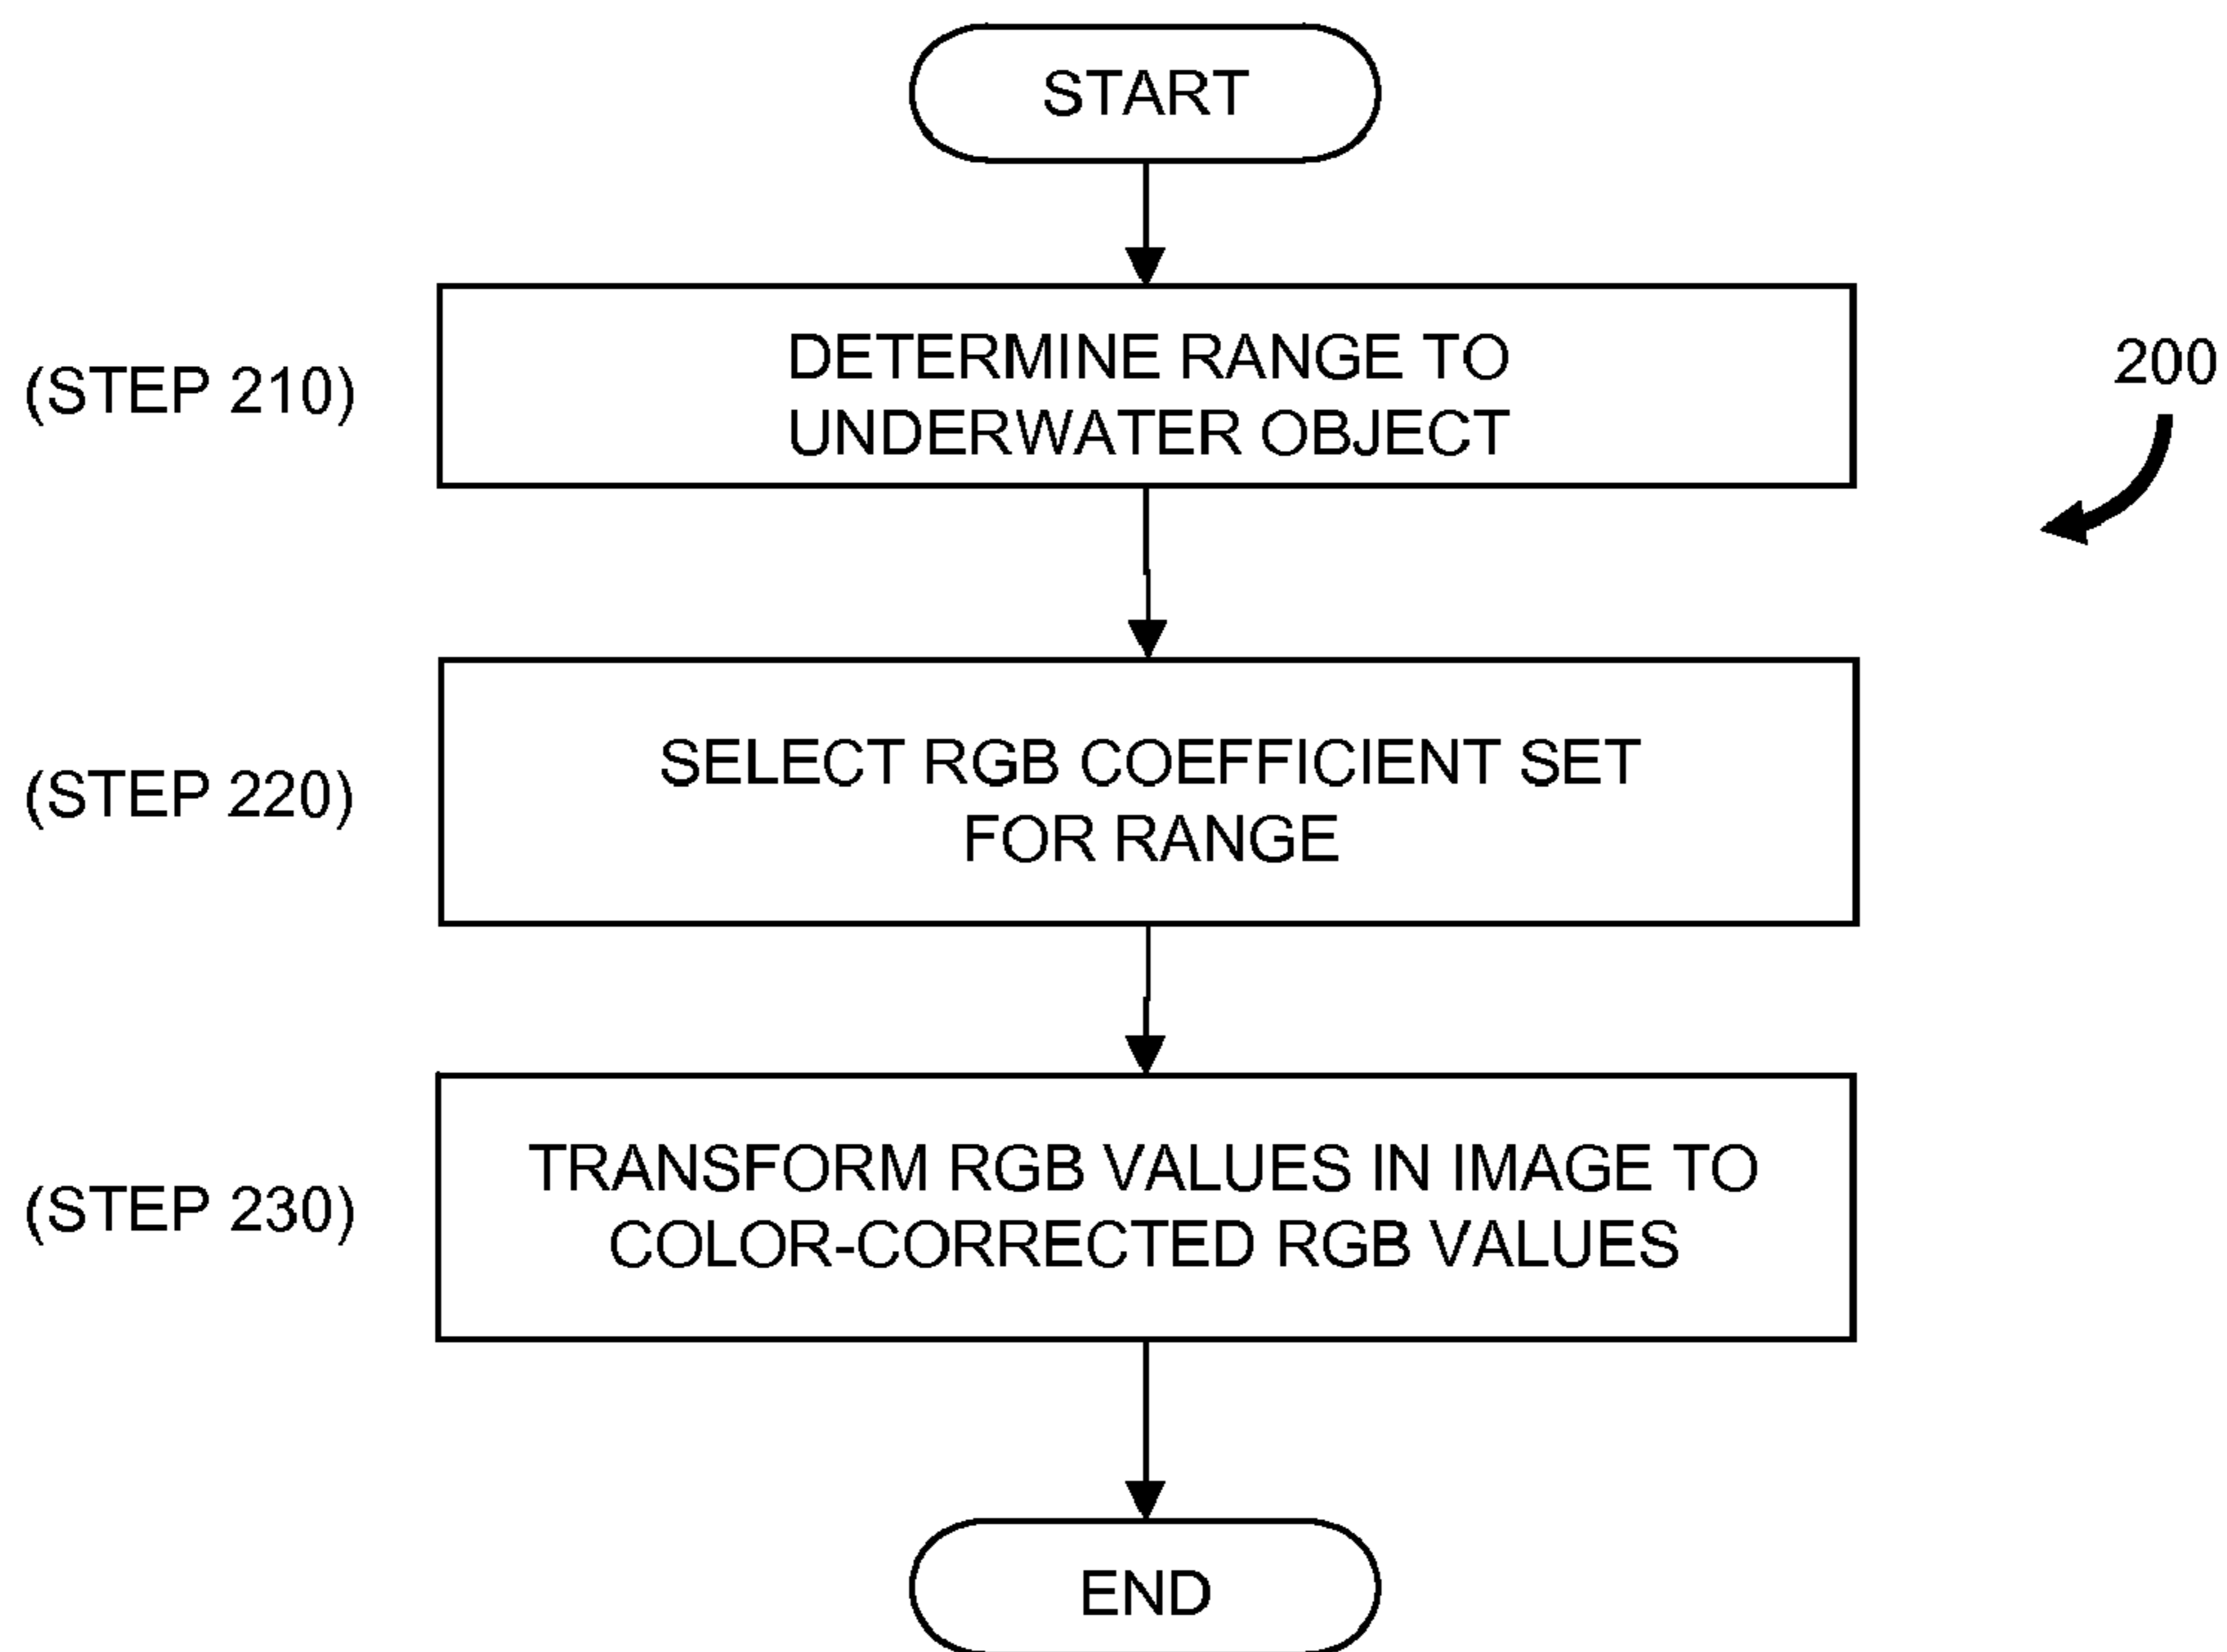 START
(STEP 210)
DETERMINE RANGE TO
UNDERWATER OBJECT
200
(STEP 220)
SELECT RGB COEFFICIENT SET
FOR RANGE
(STEP 230)
TRANSFORM RGB VALUES IN IMAGE TO
COLOR-CORRECTED RGB VALUES
END